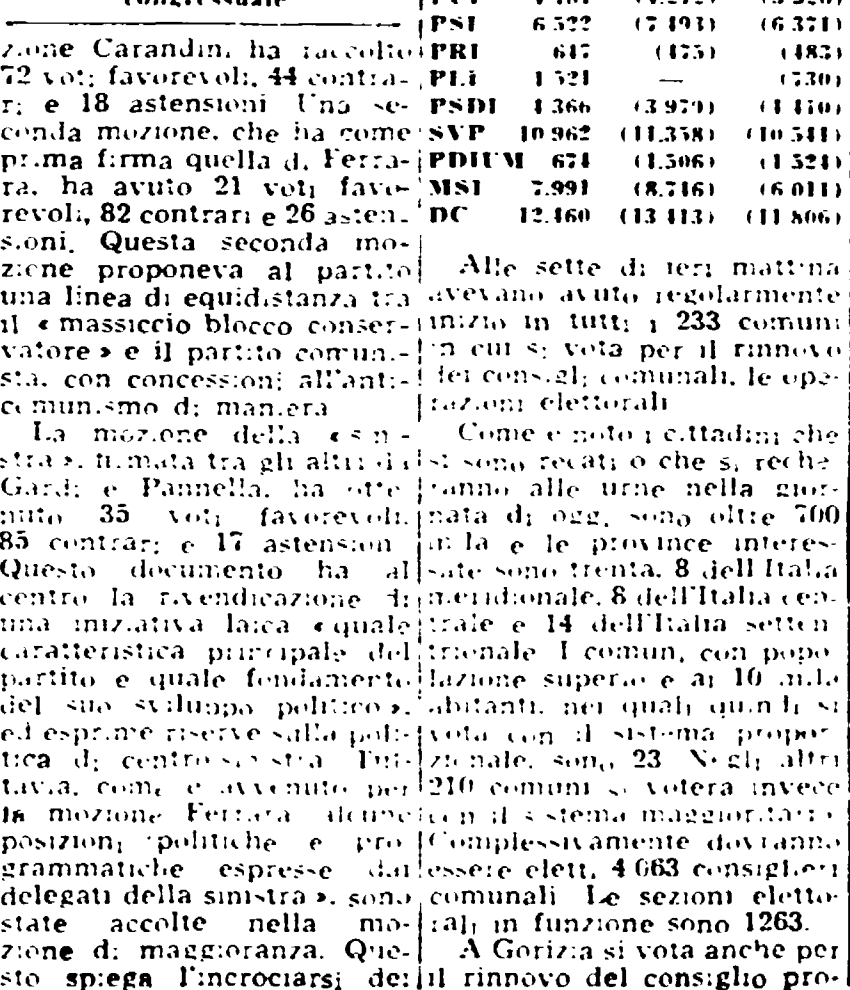 congressuale
zione Carandini, ha raccolto
72 voti favorevoli, 44 contra-
ri e 18 astensioni Una se-
conda mozione, che ha come
prima firma quella di Ferra-
ra, ha avuto 21 voti favo-
revoli, 82 contrari e 26 asten-
sioni. Questa seconda mo-
zione proponeva al partito
una linea di equidistanza tra
il « massiccio blocco conser-
vatore » e il partito comuni-
sta, con concessioni all'anti-
comunismo di maniera
La mozione della « sin-
stra », firmata tra gli altri da
Gardi e Pannella, ha otte
nuto 35 voti favorevoli,
85 contrari e 17 astension
Questo documento ha al
centro la rivendicazione di
una iniziativa laica « quale
caratteristica principale del
partito e quale fondamento
del suo sviluppo politico »,
ed esprime riserve sulla poli-
tica di centro-sinistra Tut-
tavia, come è avvenuto per
la mozione Ferrara alcune
posizioni politiche e pro
grammatiche espresse dai
delegati della sinistra », sono
state accolte nella mo-
zione di maggioranza. Que-
sto spiega l'incrociarsi dei
PSI 6 522 (7 493) (6 371)
PRI 647 (475) (483)
PLI 1 521 — (730)
PSDI 4 366 (3 979) (4 410)
SVP 10 962 (11.358) (10 541)
PDIUM 674 (1.506) (1 524)
MSI 7.991 (8.746) (6 011)
DC 12.460 (13 413) (11 806)
Alle sette di ieri mattina
avevano avuto regolarmente
inizio in tutti i 233 comuni
in cui si vota per il rinnovo
dei consigli comunali, le ope-
razioni elettorali
Come è noto i cittadini che
si sono recati o che si reche
ranno alle urne nella gior-
nata di oggi, sono oltre 700
mila e le province interes-
sate sono trenta, 8 dell Italia
meridionale, 8 dell'Italia cen-
trale e 14 dell'Italia setten
trionale I comuni con popo
lazione superiore ai 10 mila
abitanti, nei quali quindi si
vota con il sistema propor
zionale, sono 23 Negli altri
210 comuni si voterà invece
con il sistema maggioritario
Complessivamente dovranno
essere eletti 4 063 consiglieri
comunali Le sezioni eletto-
rali in funzione sono 1263.
A Gorizia si vota anche per
il rinnovo del consiglio pro-